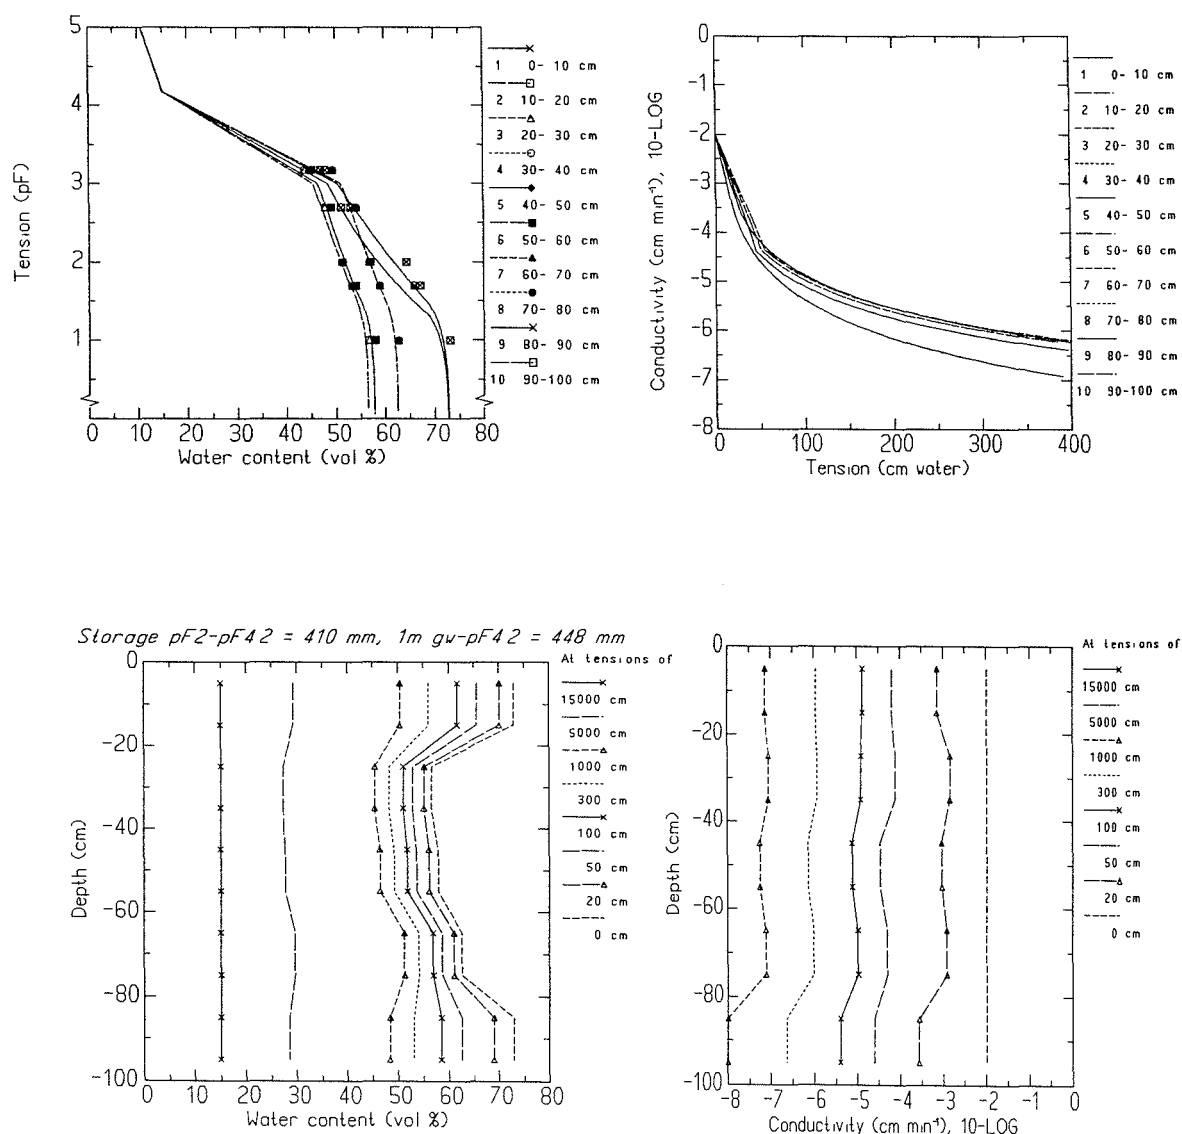 5
4
3
2
1
Tension (pF)
0 10 20 30 40 50 60 70 80
Water content (vol %)
1 0- 10 cm
2 10- 20 cm
3 20- 30 cm
4 30- 40 cm
5 40- 50 cm
6 50- 60 cm
7 60- 70 cm
8 70- 80 cm
9 80- 90 cm
10 90-100 cm
0
-1
-2
-3
-4
-5
-6
-7
-8
Conductivity (cm min⁻¹), 10-LOG
0 100 200 300 400
Tension (cm water)
1 0- 10 cm
2 10- 20 cm
3 20- 30 cm
4 30- 40 cm
5 40- 50 cm
6 50- 60 cm
7 60- 70 cm
8 70- 80 cm
9 80- 90 cm
10 90-100 cm
Storage pF2-pF4 2 = 410 mm, 1m gw-pF4 2 = 448 mm
0
-20
-40
-60
-80
-100
Depth (cm)
0 10 20 30 40 50 60 70 80
Water content (vol %)
At tensions of
15000 cm
5000 cm
1000 cm
300 cm
100 cm
50 cm
20 cm
0 cm
0
-20
-40
-60
-80
-100
Depth (cm)
-8 -7 -6 -5 -4 -3 -2 -1 0
Conductivity (cm min⁻¹), 10-LOG
At tensions of
15000 cm
5000 cm
1000 cm
300 cm
100 cm
50 cm
20 cm
0 cm